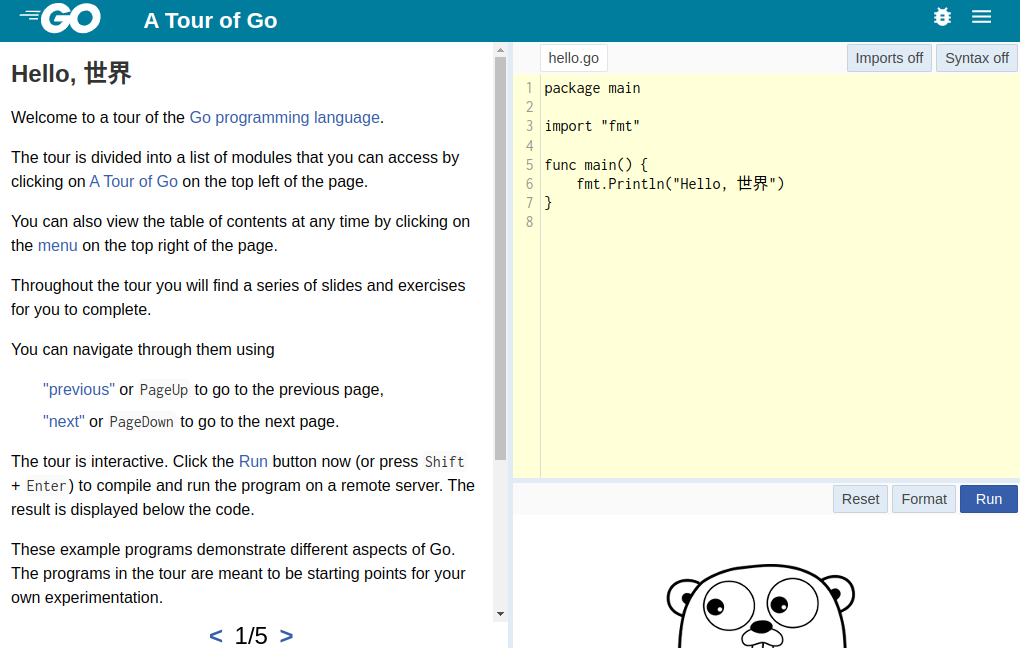 GO
A Tour of Go
Hello, 世界
Welcome to a tour of the Go programming language.
The tour is divided into a list of modules that you can access by
clicking on A Tour of Go on the top left of the page.
You can also view the table of contents at any time by clicking on
the menu on the top right of the page.
Throughout the tour you will find a series of slides and exercises
for you to complete.
You can navigate through them using
"previous" or PageUp to go to the previous page,
"next" or PageDown to go to the next page.
The tour is interactive. Click the Run button now (or press Shift
+ Enter) to compile and run the program on a remote server. The
result is displayed below the code.
These example programs demonstrate different aspects of Go.
The programs in the tour are meant to be starting points for your
own experimentation.
< 1/5 >
hello.go
Imports off
Syntax off
1 package main
2
3 import "fmt"
4
5 func main() {
6     fmt.Println("Hello, 世界")
7 }
8
Reset
Format
Run